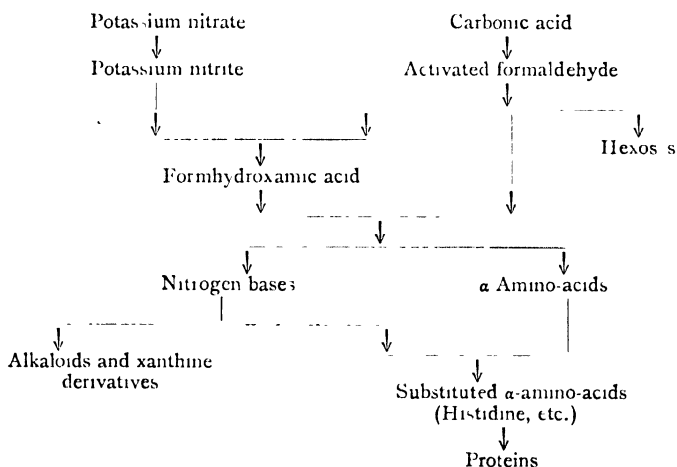 Potassium nitrate
Carbonic acid
Potassium nitrite
Activated formaldehyde
Hexos s
Formhydroxamic acid
Nitrogen bases
α Amino-acids
Alkaloids and xanthine
derivatives
Substituted α-amino-acids
(Histidine, etc.)
Proteins